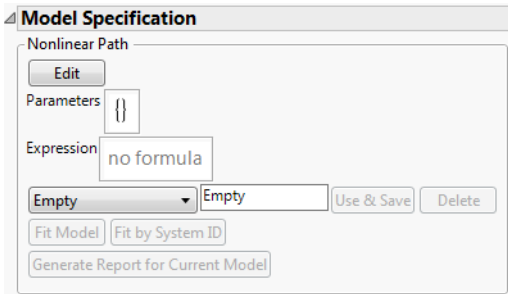 Model Specification
Nonlinear Path
Edit
Parameters {}
Expression no formula
Empty Empty Use & Save Delete
Fit Model Fit by System ID
Generate Report for Current Model